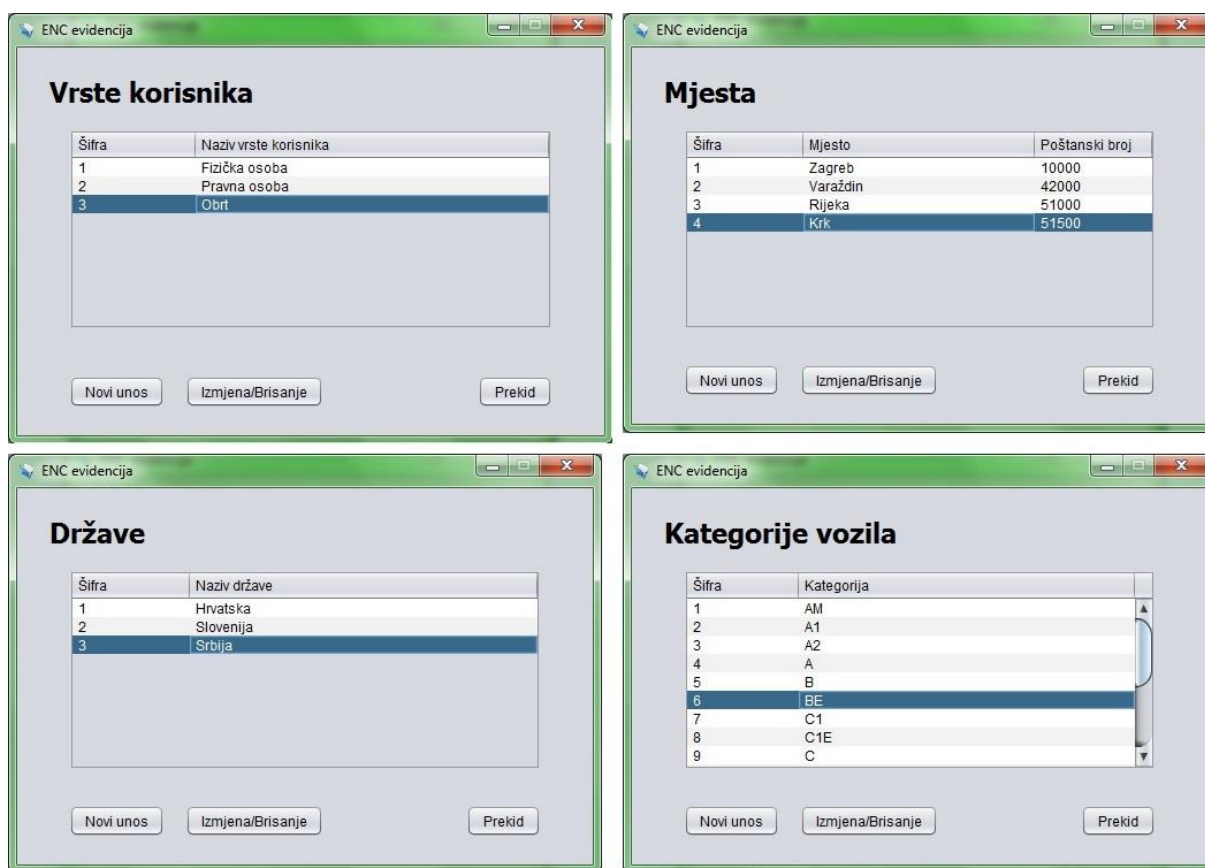 ENC evidencija
Vrste korisnika
Šifra Naziv vrste korisnika
1 Fizička osoba
2 Pravna osoba
3 Obrt
Novi unos Izmjena/Brisanje Prekid
ENC evidencija
Mjesta
Šifra Mjesto Poštanski broj
1 Zagreb 10000
2 Varaždin 42000
3 Rijeka 51000
4 Krk 51500
Novi unos Izmjena/Brisanje Prekid
ENC evidencija
Države
Šifra Naziv države
1 Hrvatska
2 Slovenija
3 Srbija
Novi unos Izmjena/Brisanje Prekid
ENC evidencija
Kategorije vozila
Šifra Kategorija
1 AM
2 A1
3 A2
4 A
5 B
6 BE
7 C1
8 C1E
9 C
Novi unos Izmjena/Brisanje Prekid